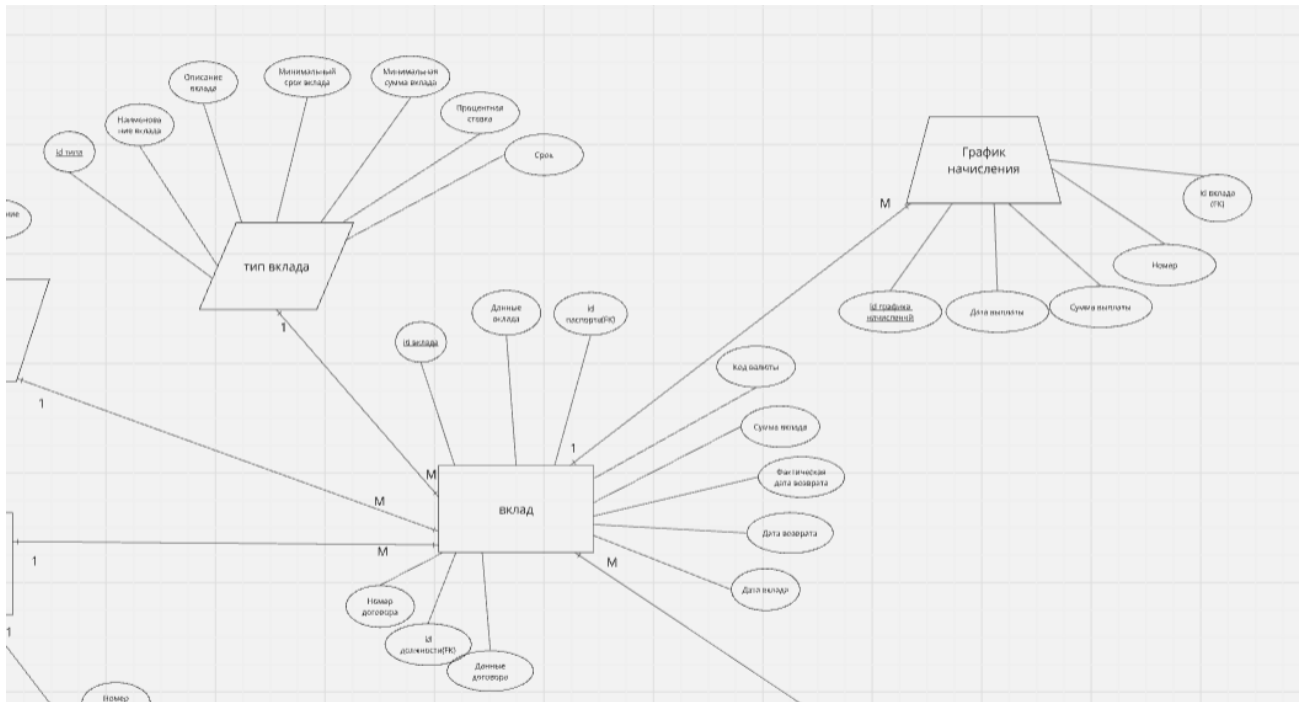 Описание
вклада
Минимальный
срок вклада
Минимальная
сумма вклада
Процентная
ставка
Наименова
ние вклада
id типа
Срок
тип вклада
1
График
начисления
М
id вклада
(FK)
Номер
id графика
начислений
Дата выплаты
Сумма выплаты
ние
Данные
вклада
id
паспорта(FK)
id вклада
Код валюты
Сумма вклада
Фактическая
дата возврата
Дата возврата
Дата вклада
1
М
вклад
1
М
М
1
М
Номер
договора
id
должности(FK)
Данные
договора
1
Номер